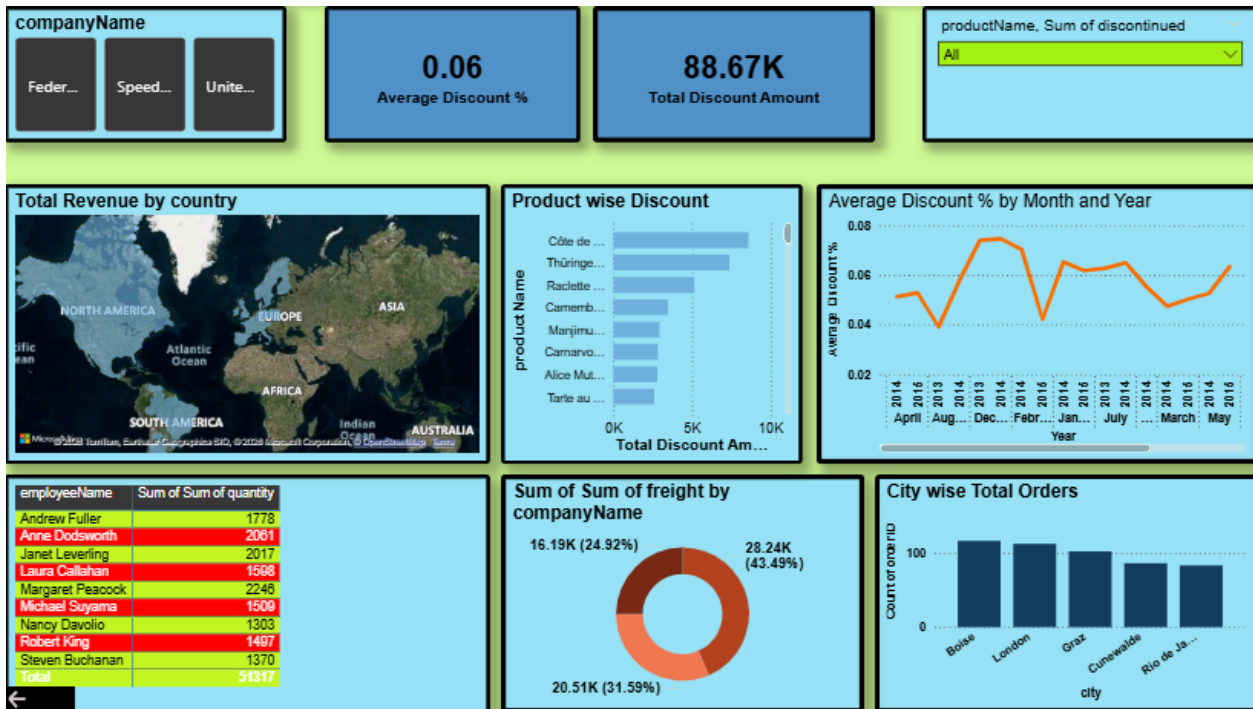 companyName
Feder...
Speed...
Unite...
0.06
Average Discount %
88.67K
Total Discount Amount
productName, Sum of discontinued
All
Total Revenue by country
NORTH AMERICA
EUROPE
ASIA
Atlantic
Ocean
AFRICA
SOUTH AMERICA
Indian
Ocean
AUSTRALIA
Microsoft Corporation, © OpenStreetMap Terms
Product wise Discount
product Name
Côte de ...
Thüringe...
Raclette ...
Camemb...
Manjimu...
Carnarvo...
Alice Mut...
Tarte au ...
0K 5K 10K
Total Discount Am...
Average Discount % by Month and Year
Average Discount %
0.08
0.06
0.04
0.02
2014 2016 2013 2014 2013 2014 2014 2016 2014 2016 2013 2014 2014 2014 2016
April Aug... Dec... Febr... Jan... July ... March May
Year
employeeName Sum of Sum of quantity
Andrew Fuller 1778
Anne Dodsworth 2061
Janet Leverling 2017
Laura Callahan 1598
Margaret Peacock 2246
Michael Suyama 1509
Nancy Davolio 1303
Robert King 1497
Steven Buchanan 1370
Total 51317
Sum of Sum of freight by
companyName
16.19K (24.92%)
28.24K
(43.49%)
20.51K (31.59%)
City wise Total Orders
Count of orderID
100
0
Boise
London
Graz
Cunewalde
Rio de Ja...
city